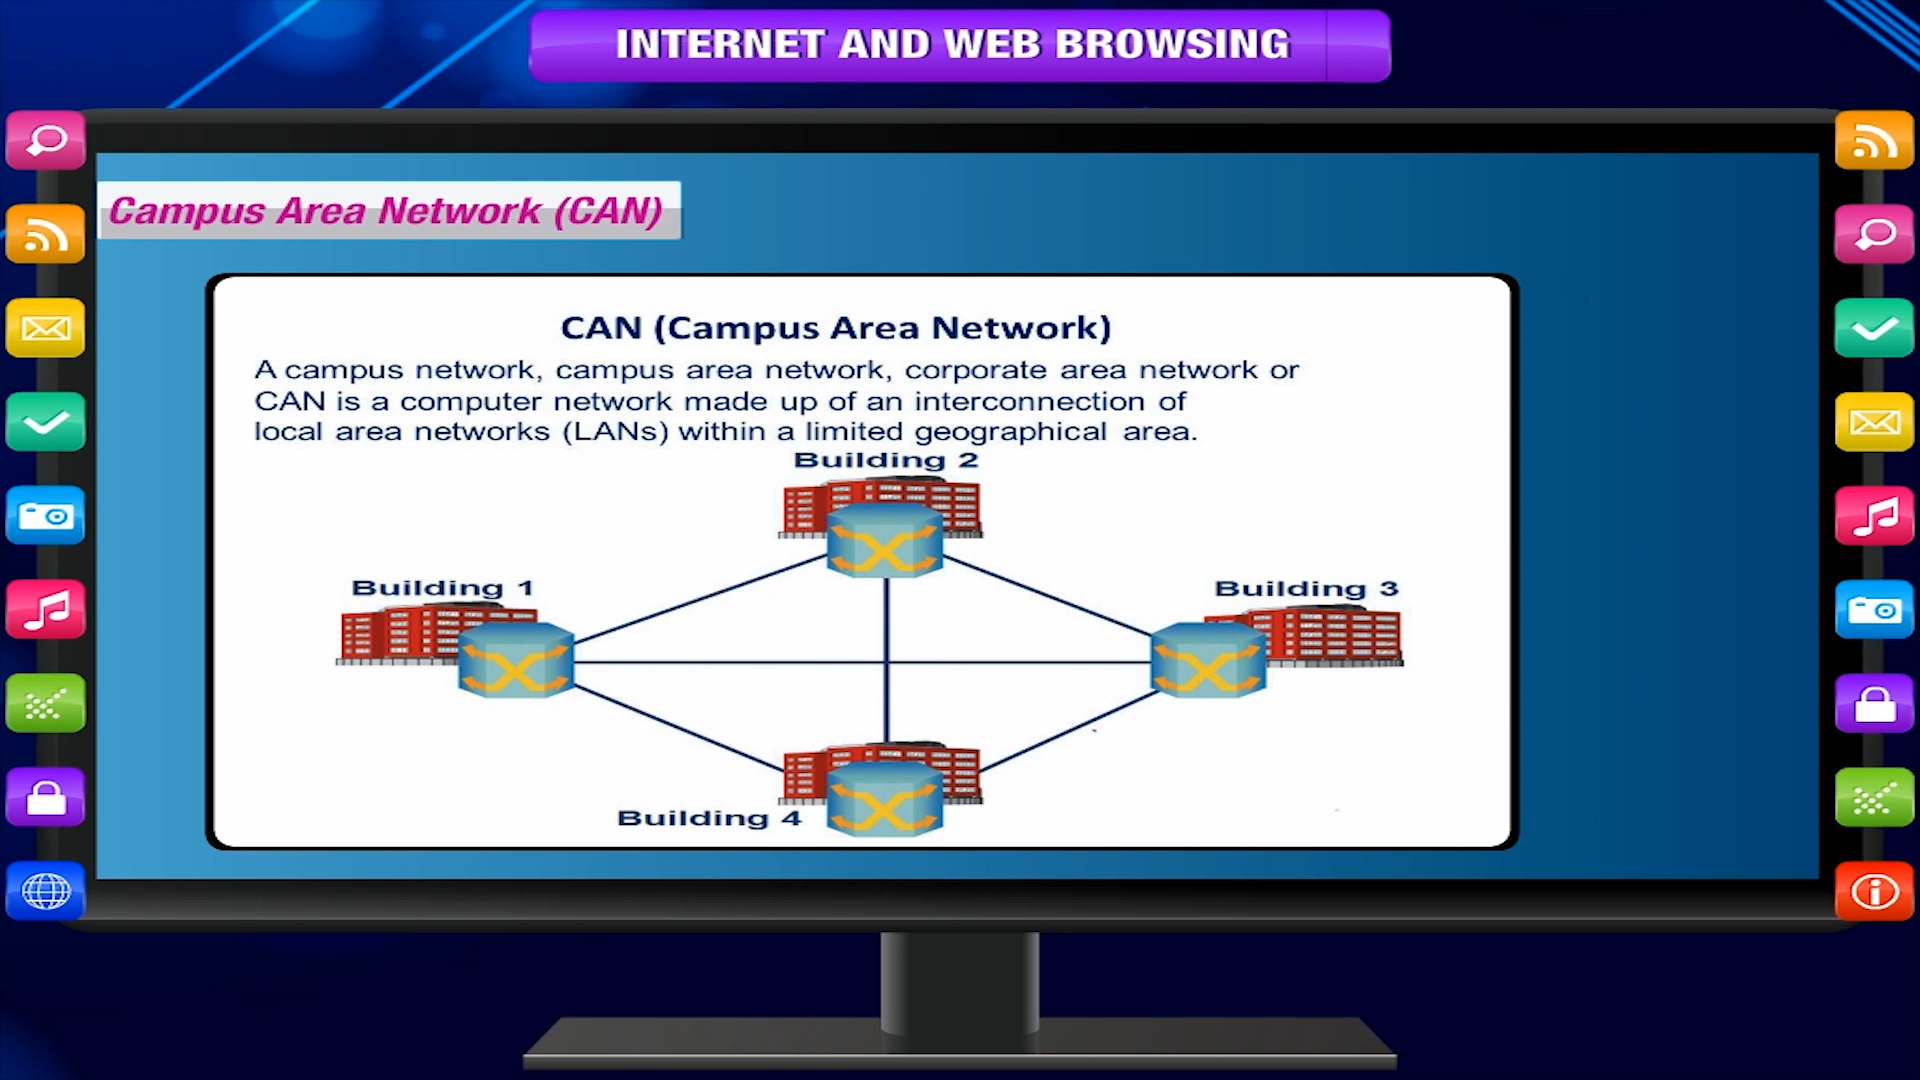 INTERNET AND WEB BROWSING
Campus Area Network (CAN)
CAN (Campus Area Network)
A campus network, campus area network, corporate area network or
CAN is a computer network made up of an interconnection of
local area networks (LANs) within a limited geographical area.
Building 2
Building 1
Building 3
Building 4